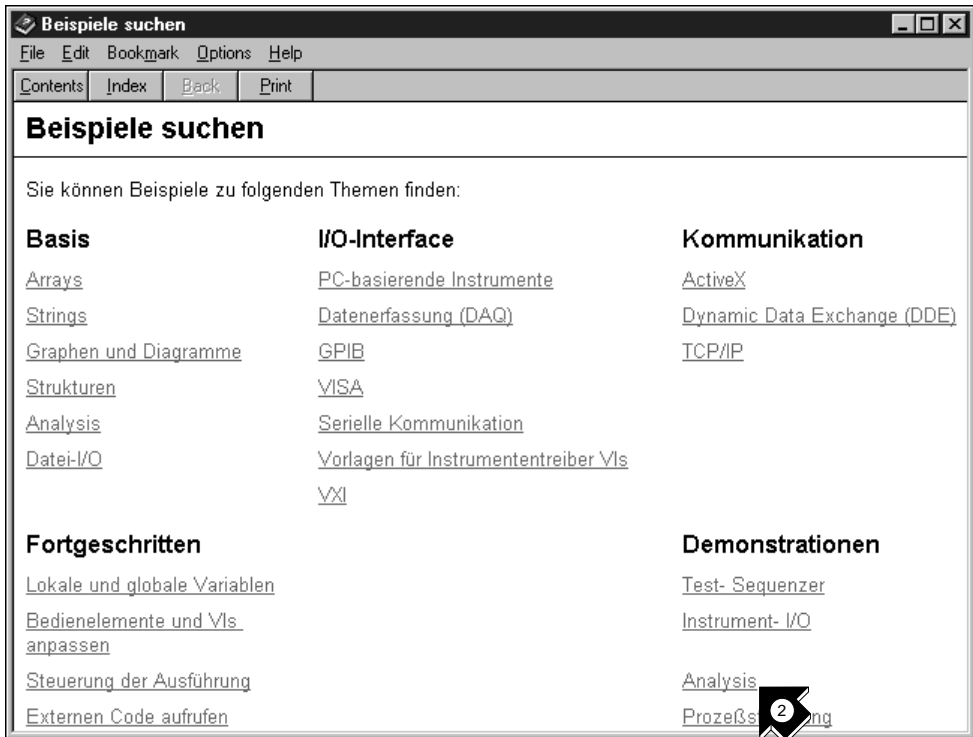 Beispiele suchen
File Edit Bookmark Options Help
Contents Index Back Print
Beispiele suchen
Sie können Beispiele zu folgenden Themen finden:
Basis
Arrays
Strings
Graphen und Diagramme
Strukturen
Analysis
Datei-I/O
I/O-Interface
PC-basierende Instrumente
Datenerfassung (DAQ)
GPIB
VISA
Serielle Kommunikation
Vorlagen für Instrumententreiber VIs
VXI
Kommunikation
ActiveX
Dynamic Data Exchange (DDE)
TCP/IP
Fortgeschritten
Lokale und globale Variablen
Bedienelemente und VIs
anpassen
Steuerung der Ausführung
Externen Code aufrufen
Demonstrationen
Test- Sequenzer
Instrument- I/O
Analysis
2